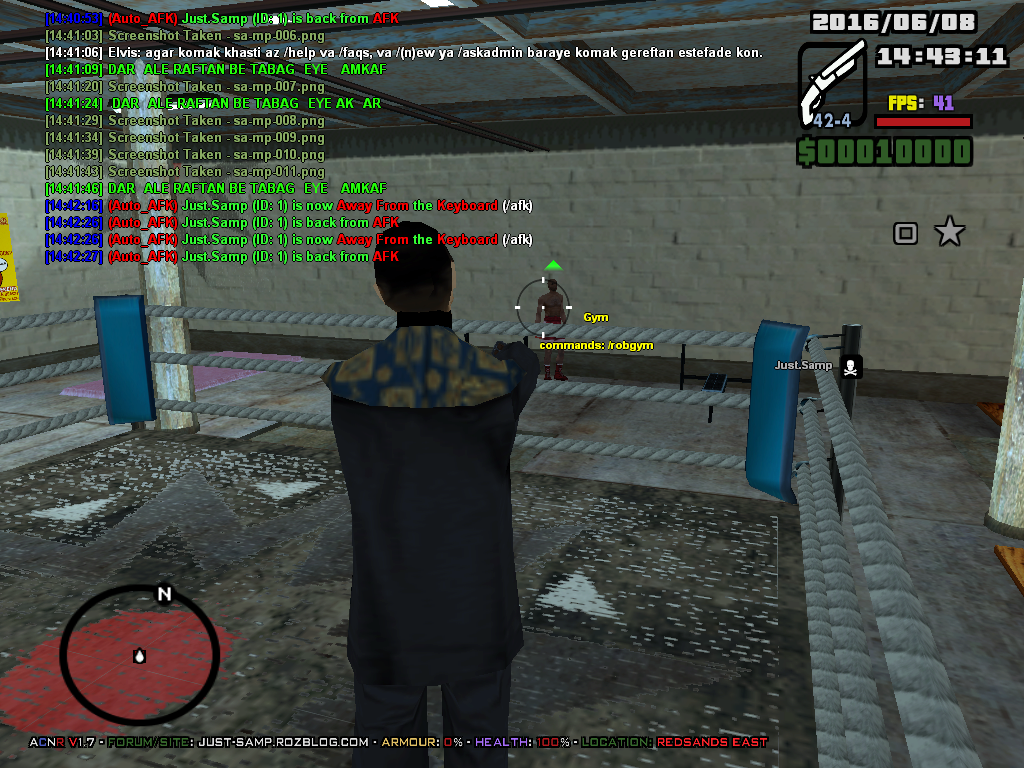 [14:40:53] (Auto_AFK) Just.Samp (ID: 1) is back from AFK
[14:41:03] Screenshot Taken - sa-mp-006.png
[14:41:06] Elvis: agar komak khasti az /help va /faqs, va /(n)ew ya /askadmin baraye komak gereftan estefade kon.
[14:41:09] DAR ALE RAFTAN BE TABAG EYE AMKAF
[14:41:20] Screenshot Taken - sa-mp-007.png
[14:41:24] DAR ALE RAFTAN BE TABAG EYE AK AR
[14:41:29] Screenshot Taken - sa-mp-008.png
[14:41:34] Screenshot Taken - sa-mp-009.png
[14:41:39] Screenshot Taken - sa-mp-010.png
[14:41:43] Screenshot Taken - sa-mp-011.png
[14:41:46] DAR ALE RAFTAN BE TABAG EYE AMKAF
[14:42:16] (Auto_AFK) Just.Samp (ID: 1) is now Away From the Keyboard (/afk)
[14:42:26] (Auto_AFK) Just.Samp (ID: 1) is back from AFK
[14:42:26] (Auto_AFK) Just.Samp (ID: 1) is now Away From the Keyboard (/afk)
[14:42:27] (Auto_AFK) Just.Samp (ID: 1) is back from AFK
2016/06/08
14:43:11
FPS: 41
42-4
$00010000
Gym
commands: /robgym
Just.Samp
N
ACNR V1.7 - FORUM/SITE: JUST-SAMP.ROZBLOG.COM - ARMOUR: 0% - HEALTH: 100% - LOCATION: REDSANDS EAST